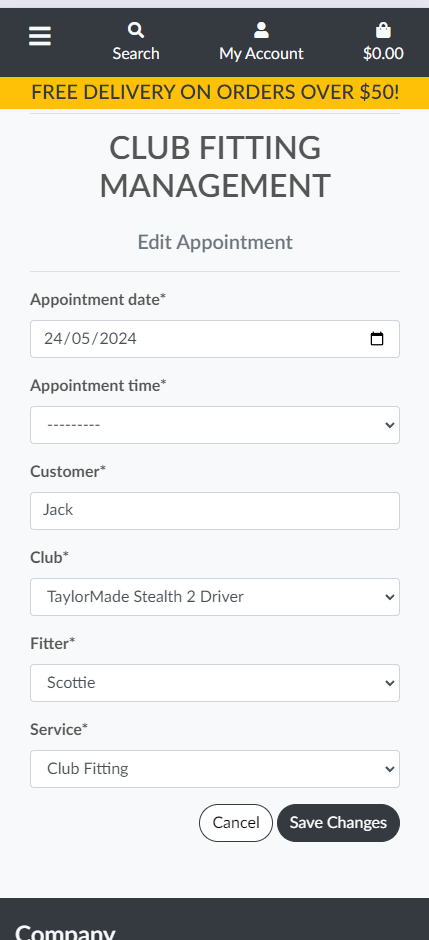 Search My Account $0.00
FREE DELIVERY ON ORDERS OVER $50!
CLUB FITTING
MANAGEMENT
Edit Appointment
Appointment date*
24/05/2024
Appointment time*
---------
Customer*
Jack
Club*
TaylorMade Stealth 2 Driver
Fitter*
Scottie
Service*
Club Fitting
Cancel Save Changes
Company